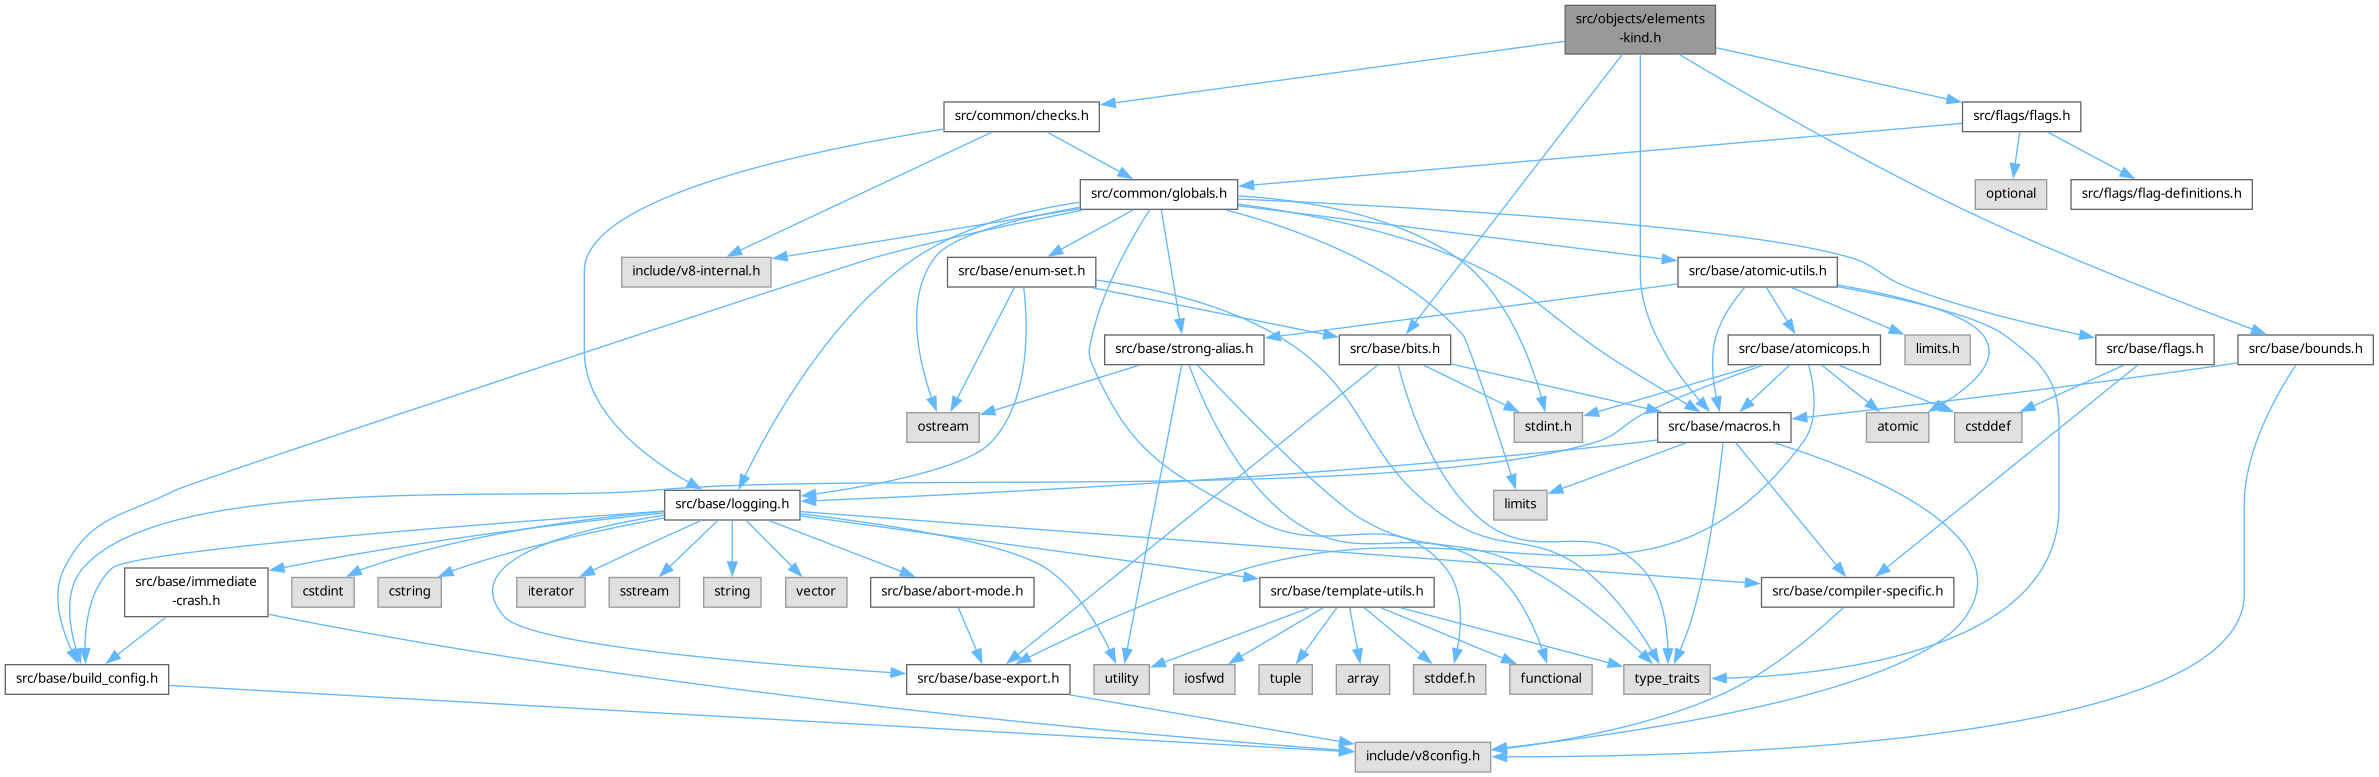 src/objects/elements
-kind.h
src/common/checks.h
src/flags/flags.h
src/common/globals.h
optional
src/flags/flag-definitions.h
include/v8-internal.h
src/base/enum-set.h
src/base/atomic-utils.h
src/base/strong-alias.h
src/base/bits.h
src/base/atomicops.h
limits.h
src/base/flags.h
src/base/bounds.h
ostream
stdint.h
src/base/macros.h
atomic
cstddef
src/base/logging.h
limits
src/base/immediate
-crash.h
cstdint
cstring
iterator
sstream
string
vector
src/base/abort-mode.h
src/base/template-utils.h
src/base/compiler-specific.h
src/base/build_config.h
src/base/base-export.h
utility
iosfwd
tuple
array
stddef.h
functional
type_traits
include/v8config.h